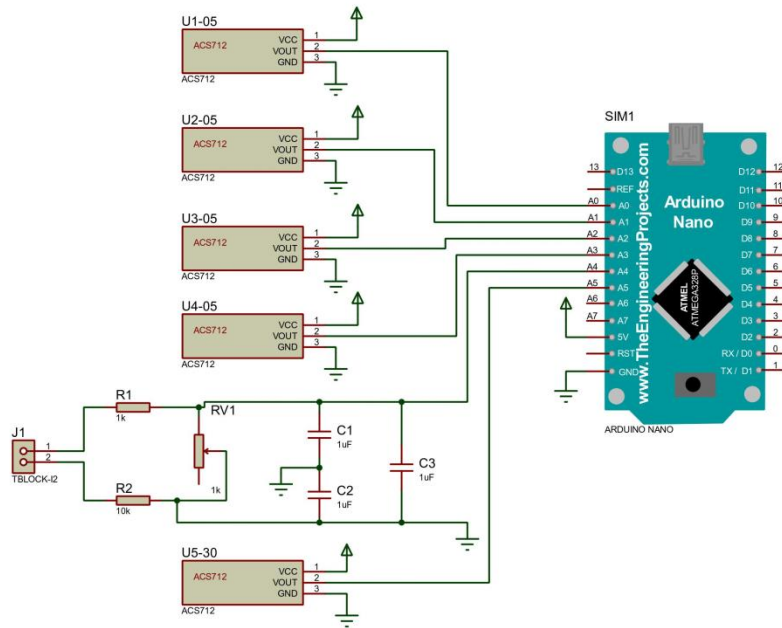 U1-05
ACS712
VCC 1
VOUT 2
GND 3
ACS712
U2-05
ACS712
VCC 1
VOUT 2
GND 3
ACS712
U3-05
ACS712
VCC 1
VOUT 2
GND 3
ACS712
U4-05
ACS712
VCC 1
VOUT 2
GND 3
ACS712
R1
1k
RV1
1k
J1
1
2
TBLOCK-I2
R2
10k
C1
1uF
C2
1uF
C3
1uF
U5-30
ACS712
VCC 1
VOUT 2
GND 3
ACS712
SIM1
13 D13
REF
A0 A0
A1 A1
A2 A2
A3 A3
A4 A4
A5 A5
A6 A6
A7 A7
5V
RST
GND
www.TheEngineeringProjects.com
Arduino
Nano
ATMEL
ATMEGA328P
D12 12
D11 11
D10 10
D9 9
D8 8
D7 7
D6 6
D5 5
D4 4
D3 3
D2 2
RX / D0 0
TX / D1 1
ARDUINO NANO